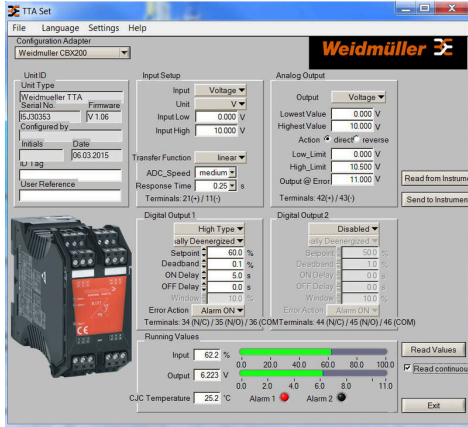 TTA Set
File Language Settings Help
Configuration Adapter
Weidmuller CBX200
Weidmüller
Unit ID
Unit Type
Weidmueller TTA
Serial No. Firmware
I5J30353 V 1.06
Configured by
Initials Date
06.03.2015
ID Tag
User Reference
Input Setup
Input Voltage
Unit V
Input Low 0.000 V
Input High 10.000 V
Transfer Function linear
ADC_Speed medium
Response Time 0.25 s
Terminals: 21(+) / 11(-)
Analog Output
Output Voltage
Lowest Value 0.000 V
Highest Value 10.000 V
Action direct reverse
Low_Limit 0.000 V
High_Limit 10.500 V
Output @ Error 11.000 V
Terminals: 42(+) / 43(-)
Read from Instrume
Send to Instrumen
Digital Output 1
High Type
ially Deenergized
Setpoint 60.0 %
Deadband 0.1 %
ON Delay 5.0 s
OFF Delay 0.0 s
Window 10.0 %
Error Action Alarm ON
Terminals: 34 (N/C) / 35 (N/O) / 36 (COM
Digital Output 2
Disabled
ially Deenergized
Setpoint 50.0 %
Deadband 1.0 %
ON Delay 0.0 s
OFF Delay 0.0 s
Window 10.0 %
Error Action Alarm ON
Terminals: 44 (N/C) / 45 (N/O) / 46 (COM)
Running Values
Input 62.2 %
0.0 20.0 40.0 60.0 80.0 100.0
Output 6.223 V
0.0 2.0 4.0 6.0 8.0 11.0
CJC Temperature 25.2 °C Alarm 1 Alarm 2
Read Values
Read continuou
Exit